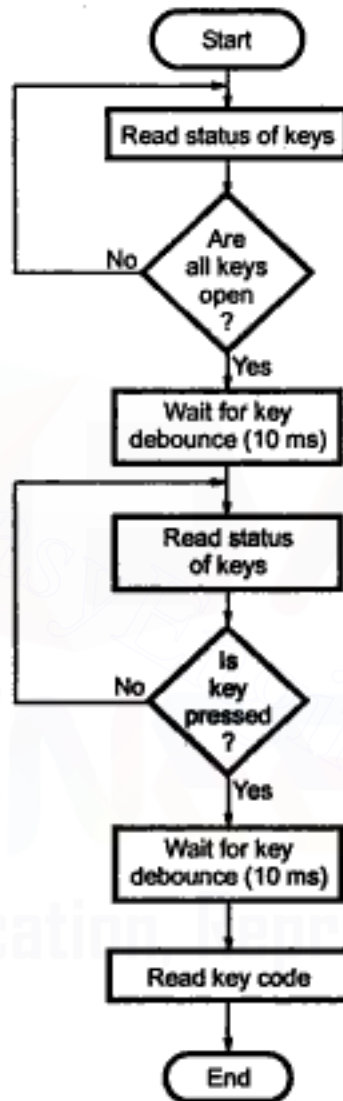 Start
Read status of keys
Are
all keys
open
?
No
Yes
Wait for key
debounce (10 ms)
Read status
of keys
Is
key
pressed
?
No
Yes
Wait for key
debounce (10 ms)
Read key code
End